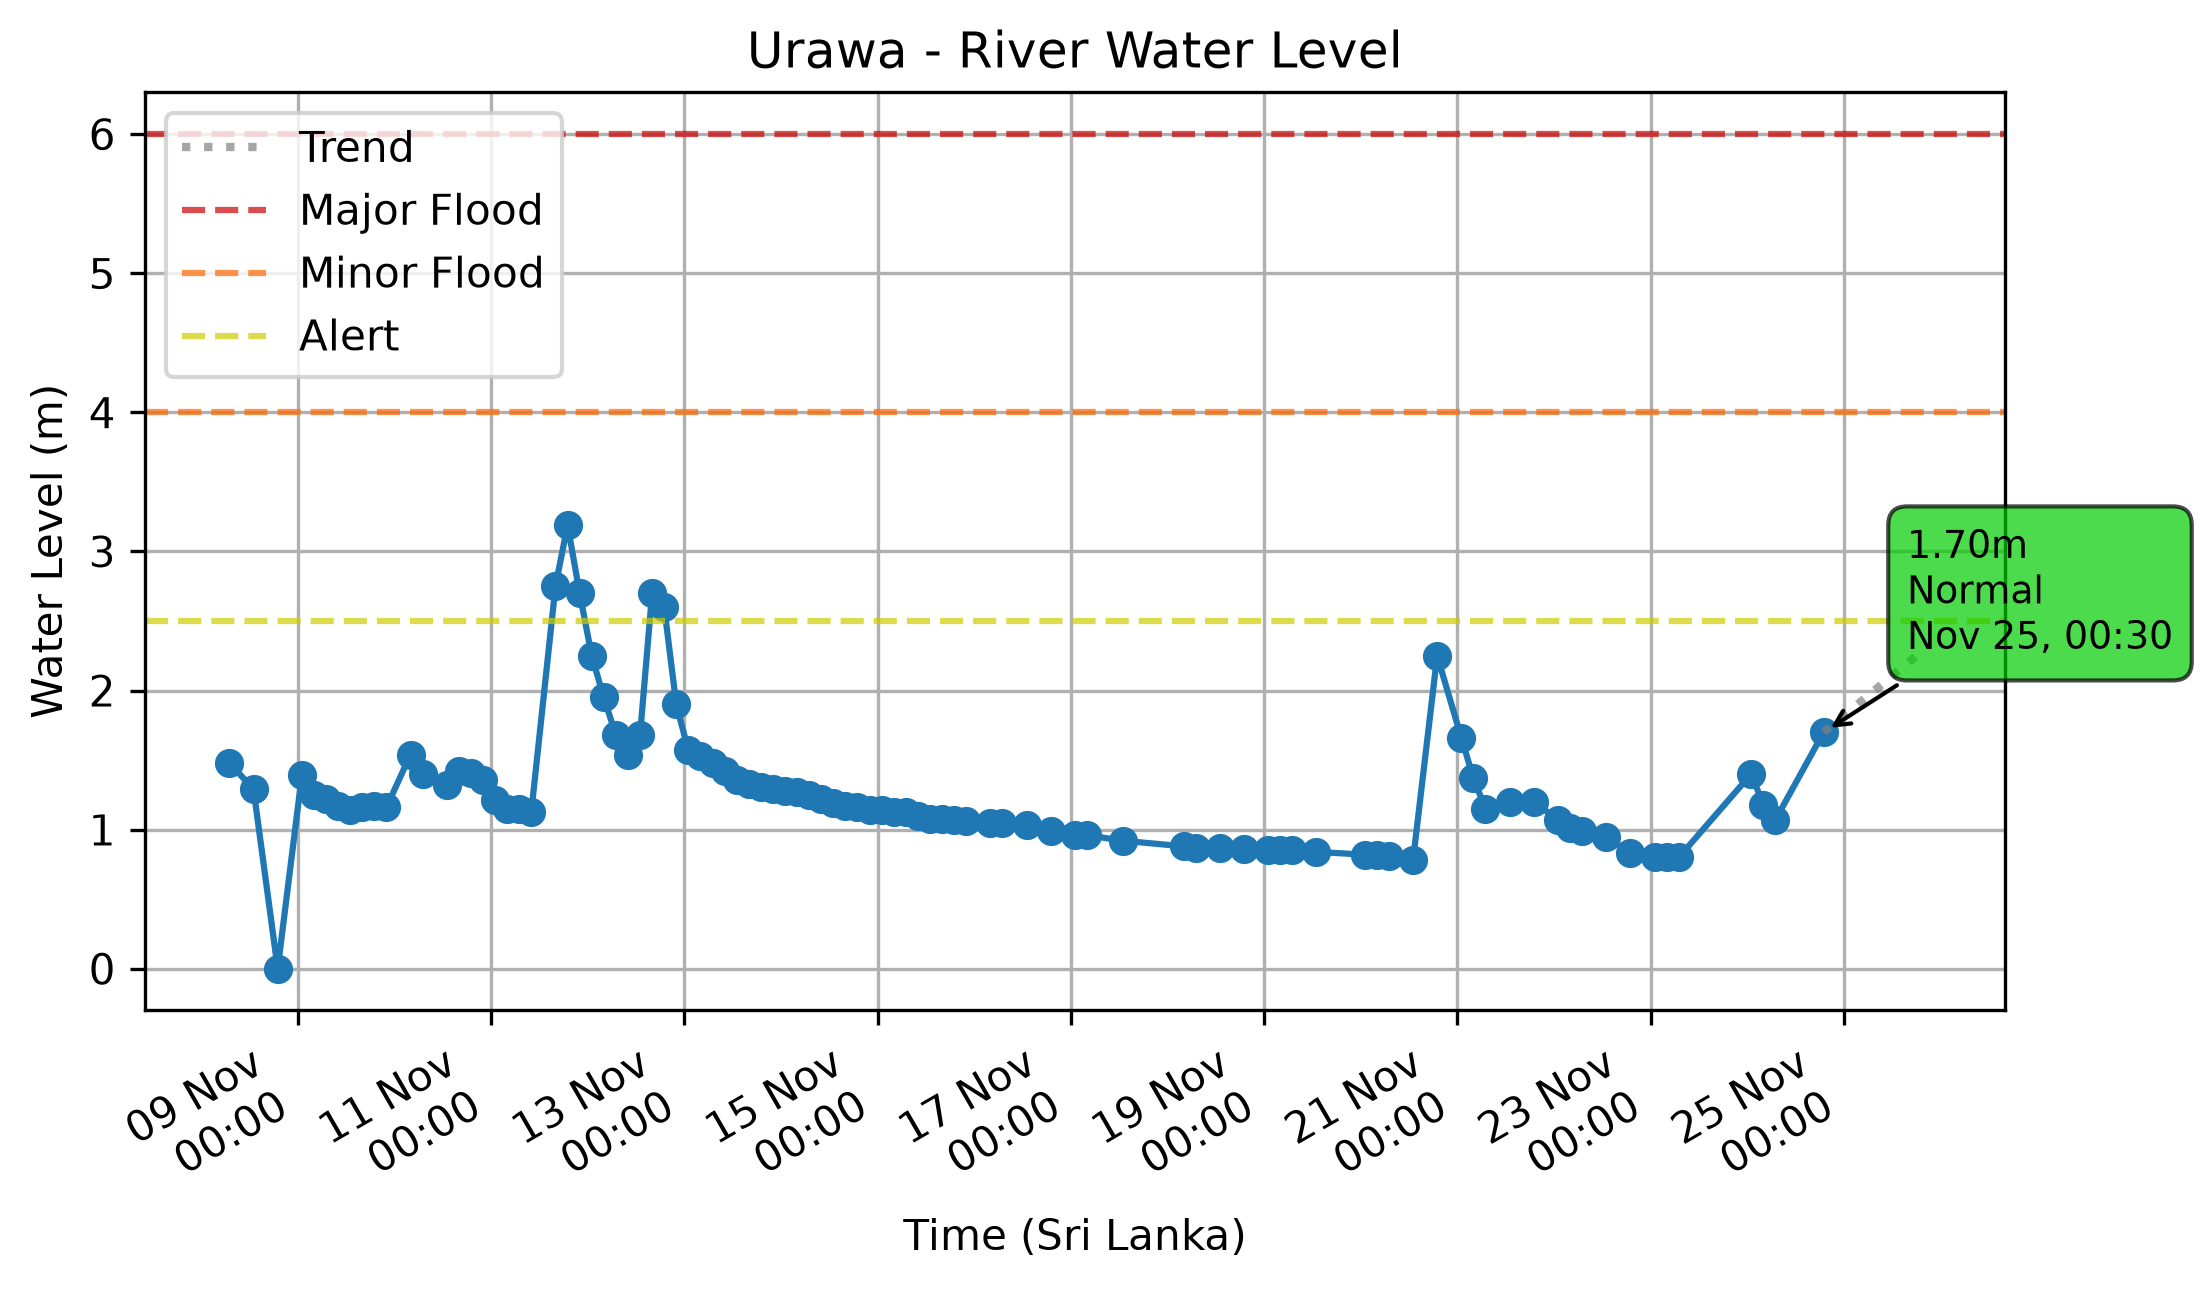 Urawa - River Water Level
Trend
Major Flood
Minor Flood
Alert
6
5
4
3
2
1
0
Water Level (m)
1.70m
Normal
Nov 25, 00:30
09 Nov
00:00
11 Nov
00:00
13 Nov
00:00
15 Nov
00:00
17 Nov
00:00
19 Nov
00:00
21 Nov
00:00
23 Nov
00:00
25 Nov
00:00
Time (Sri Lanka)